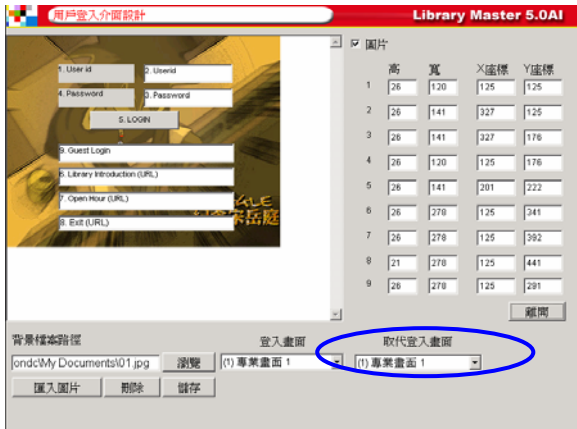 用戶登入介面設計
Library Master 5.0AI
圖片
1. User id
2. Userid
4. Password
3. Password
5. LOGIN
9. Guest Login
6. Library Introduction (URL)
7. Open Hour (URL)
8. Exit (URL)
高 寬 X座標 Y座標
1 26 120 125 125
2 26 141 327 125
3 26 141 327 176
4 26 120 125 176
5 26 141 201 222
6 26 278 125 341
7 26 278 125 392
8 21 278 125 441
9 26 278 125 291
離開
背景檔案路徑
登入畫面
取代登入畫面
ondc\My Documents\01.jpg
瀏覽
(1) 專業畫面 1
(1) 專業畫面 1
匯入圖片
刪除
儲存